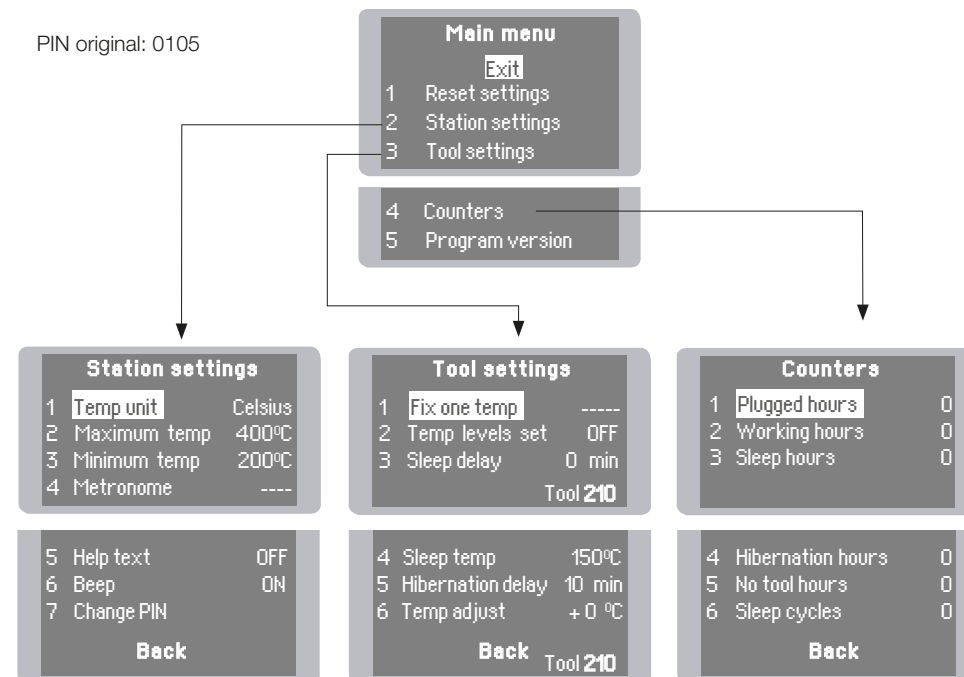 PIN original: 0105
Main menu
Exit
1 Reset settings
2 Station settings
3 Tool settings
4 Counters
5 Program version
Station settings
1 Temp unit Celsius
2 Maximum temp 400ºC
3 Minimum temp 200ºC
4 Metronome ----
5 Help text OFF
6 Beep ON
7 Change PIN
Back
Tool settings
1 Fix one temp -----
2 Temp levels set OFF
3 Sleep delay 0 min
Tool 210
4 Sleep temp 150ºC
5 Hibernation delay 10 min
6 Temp adjust +0 ºC
Back
Tool 210
Counters
1 Plugged hours 0
2 Working hours 0
3 Sleep hours 0
4 Hibernation hours 0
5 No tool hours 0
6 Sleep cycles 0
Back